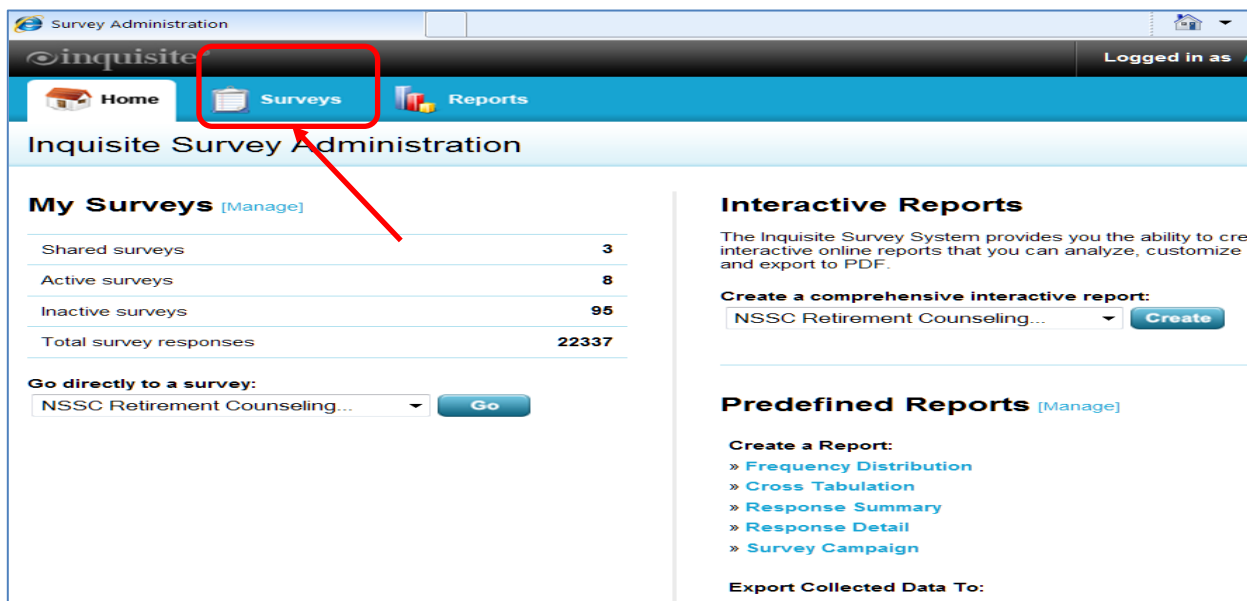 Survey Administration
inquisite
Logged in as
Home
Surveys
Reports
Inquisite Survey Administration
My Surveys [Manage]
Shared surveys 3
Active surveys 8
Inactive surveys 95
Total survey responses 22337
Go directly to a survey:
NSSC Retirement Counseling...
Go
Interactive Reports
The Inquisite Survey System provides you the ability to cre
interactive online reports that you can analyze, customize
and export to PDF.
Create a comprehensive interactive report:
NSSC Retirement Counseling...
Create
Predefined Reports [Manage]
Create a Report:
» Frequency Distribution
» Cross Tabulation
» Response Summary
» Response Detail
» Survey Campaign
Export Collected Data To: